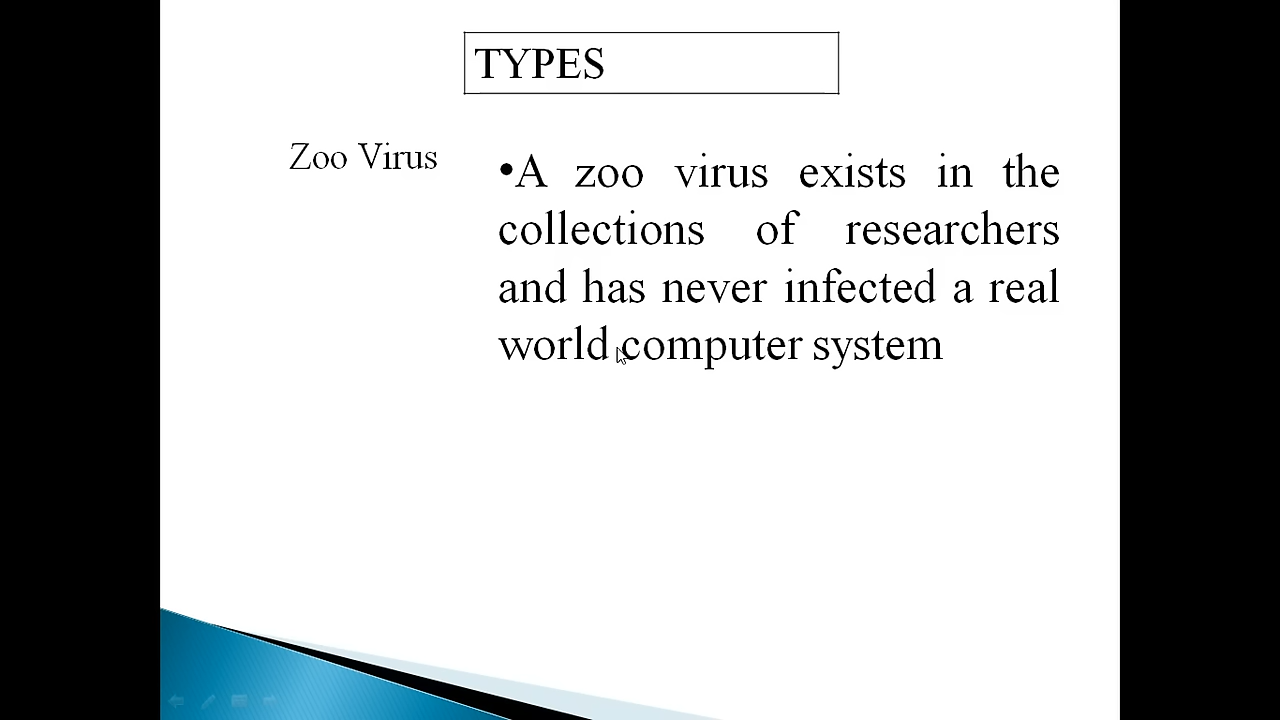 TYPES
Zoo Virus
•A zoo virus exists in the
collections of researchers
and has never infected a real
world computer system